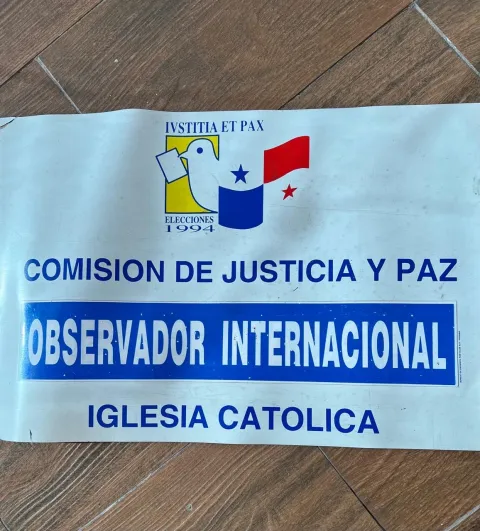 IVSTITIA ET PAX
ELECCIONES
1994
COMISION DE JUSTICIA Y PAZ
OBSERVADOR INTERNACIONAL
IGLESIA CATOLICA